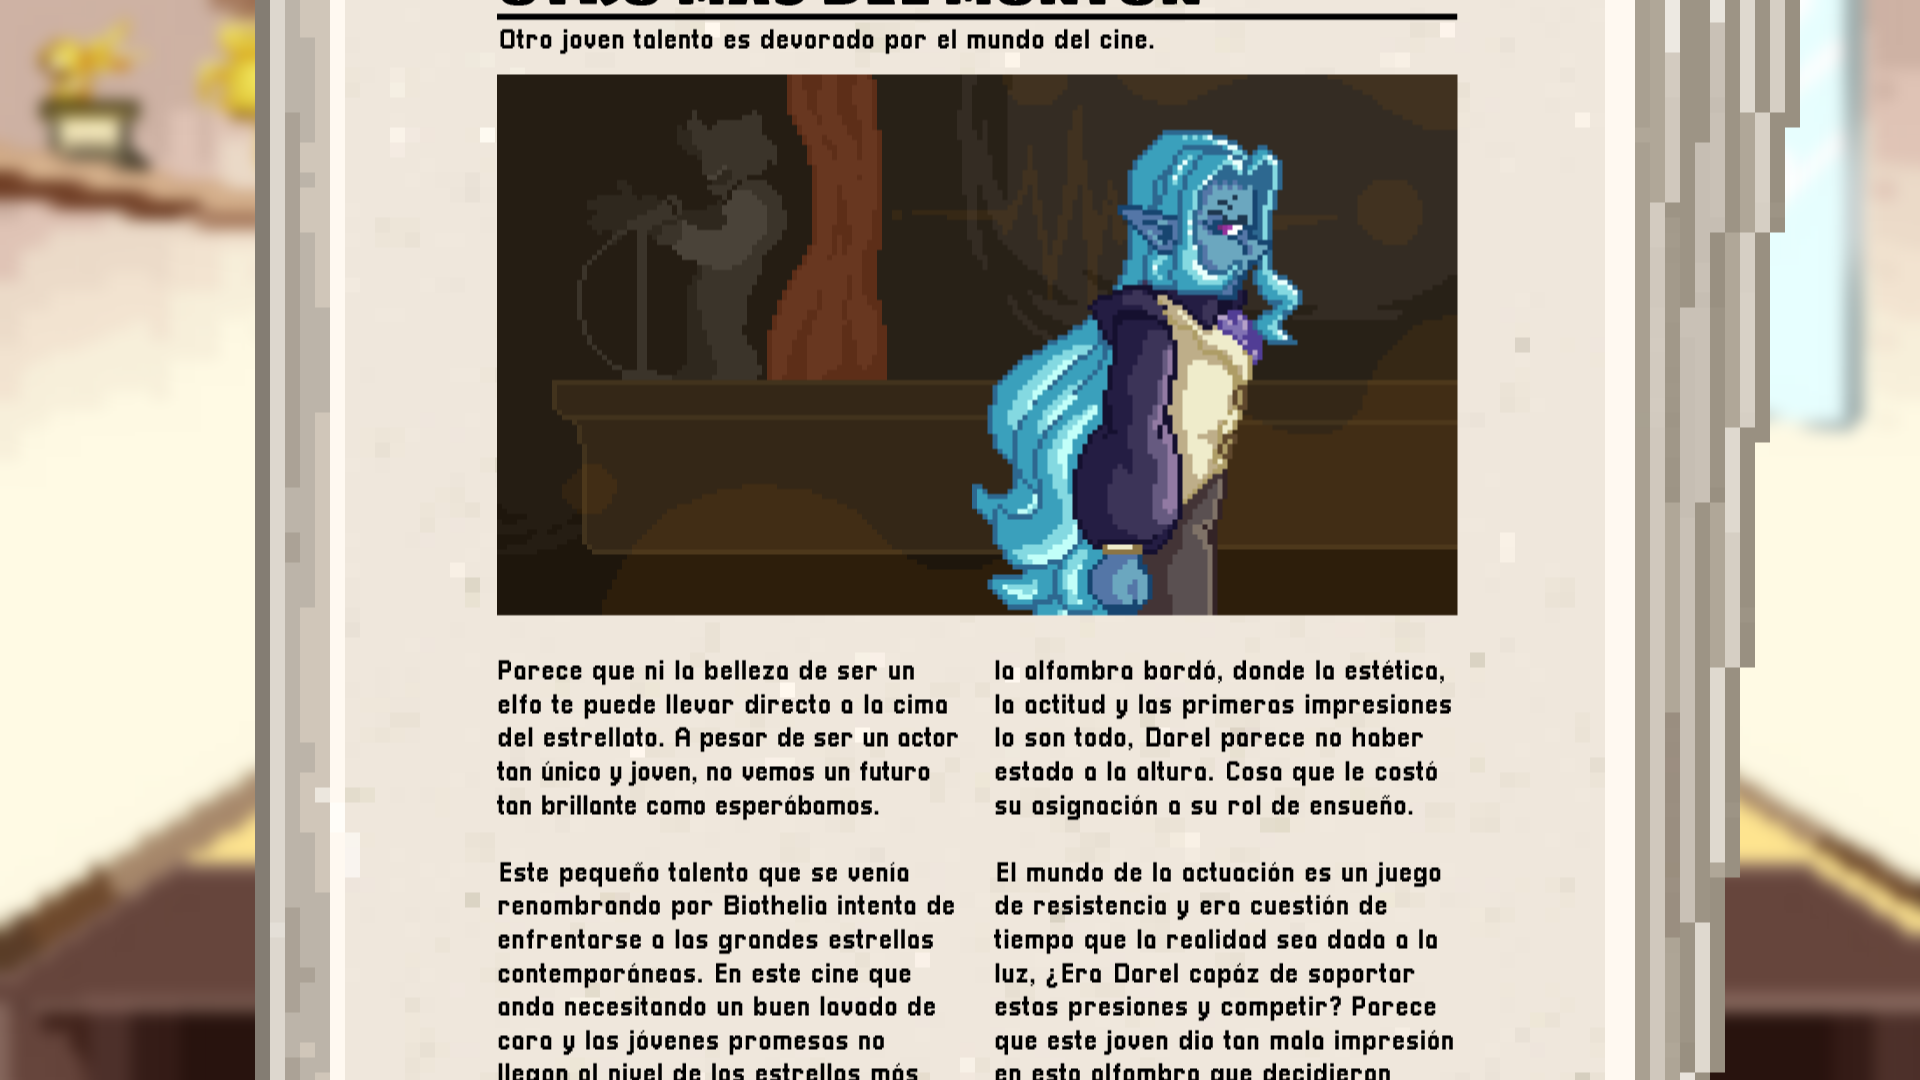 OTRO MÁS DEL MONTÓN
Otro joven talento es devorado por el mundo del cine.
Parece que ni la belleza de ser un
elfo te puede llevar directo a la cima
del estrellato. A pesar de ser un actor
tan único y joven, no vemos un futuro
tan brillante como esperábamos.
Este pequeño talento que se venía
renombrando por Biothelia intenta de
enfrentarse a las grandes estrellas
contemporáneas. En este cine que
anda necesitando un buen lavado de
cara y las jóvenes promesas no
llegan al nivel de las estrellas más
la alfombra bordó, donde la estética,
la actitud y las primeras impresiones
lo son todo, Darel parece no haber
estado a la altura. Cosa que le costó
su asignación a su rol de ensueño.
El mundo de la actuación es un juego
de resistencia y era cuestión de
tiempo que la realidad sea dada a la
luz, ¿Era Darel capáz de soportar
estas presiones y competir? Parece
que este joven dio tan mala impresión
en esta alfombra que decidieron